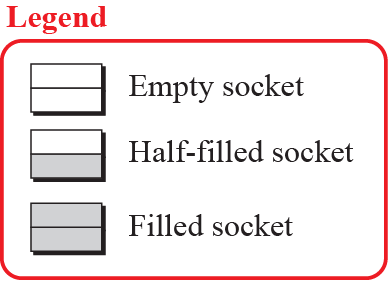 Legend
Empty socket
Half-filled socket
Filled socket